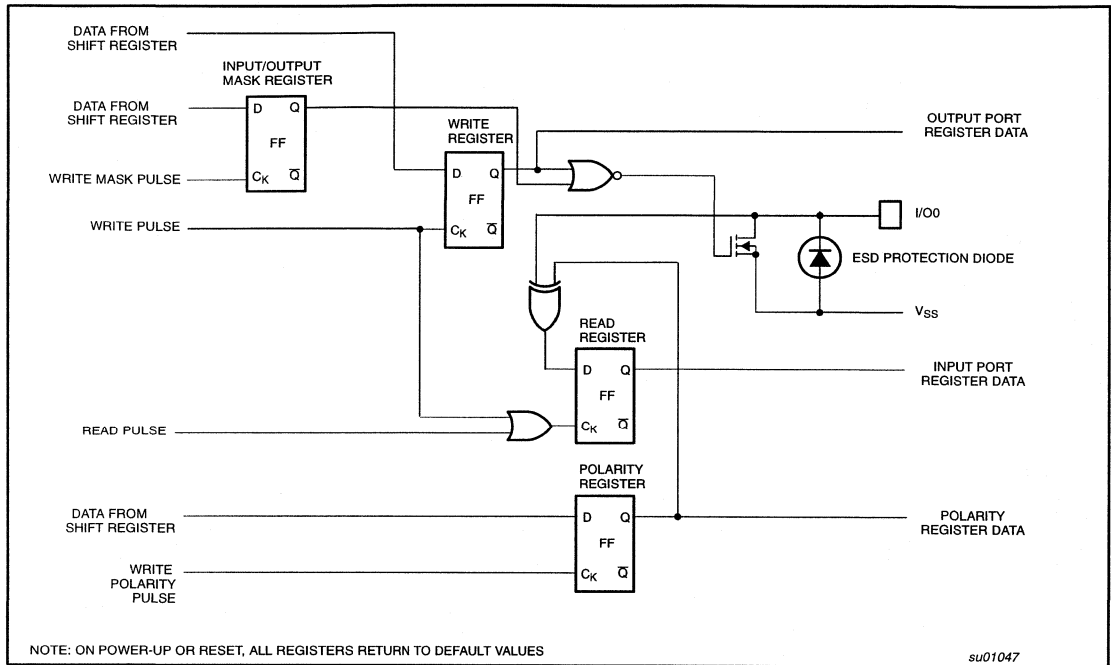 DATA FROM
SHIFT REGISTER
INPUT/OUTPUT
MASK REGISTER
DATA FROM
SHIFT REGISTER
D Q
FF
CK Q̅
WRITE MASK PULSE
WRITE
REGISTER
D Q
FF
CK Q̅
WRITE PULSE
OUTPUT PORT
REGISTER DATA
I/O0
ESD PROTECTION DIODE
VSS
READ
REGISTER
D Q
FF
CK Q̅
INPUT PORT
REGISTER DATA
READ PULSE
POLARITY
REGISTER
DATA FROM
SHIFT REGISTER
D Q
FF
CK Q̅
POLARITY
REGISTER DATA
WRITE
POLARITY
PULSE
NOTE: ON POWER-UP OR RESET, ALL REGISTERS RETURN TO DEFAULT VALUES
su01047